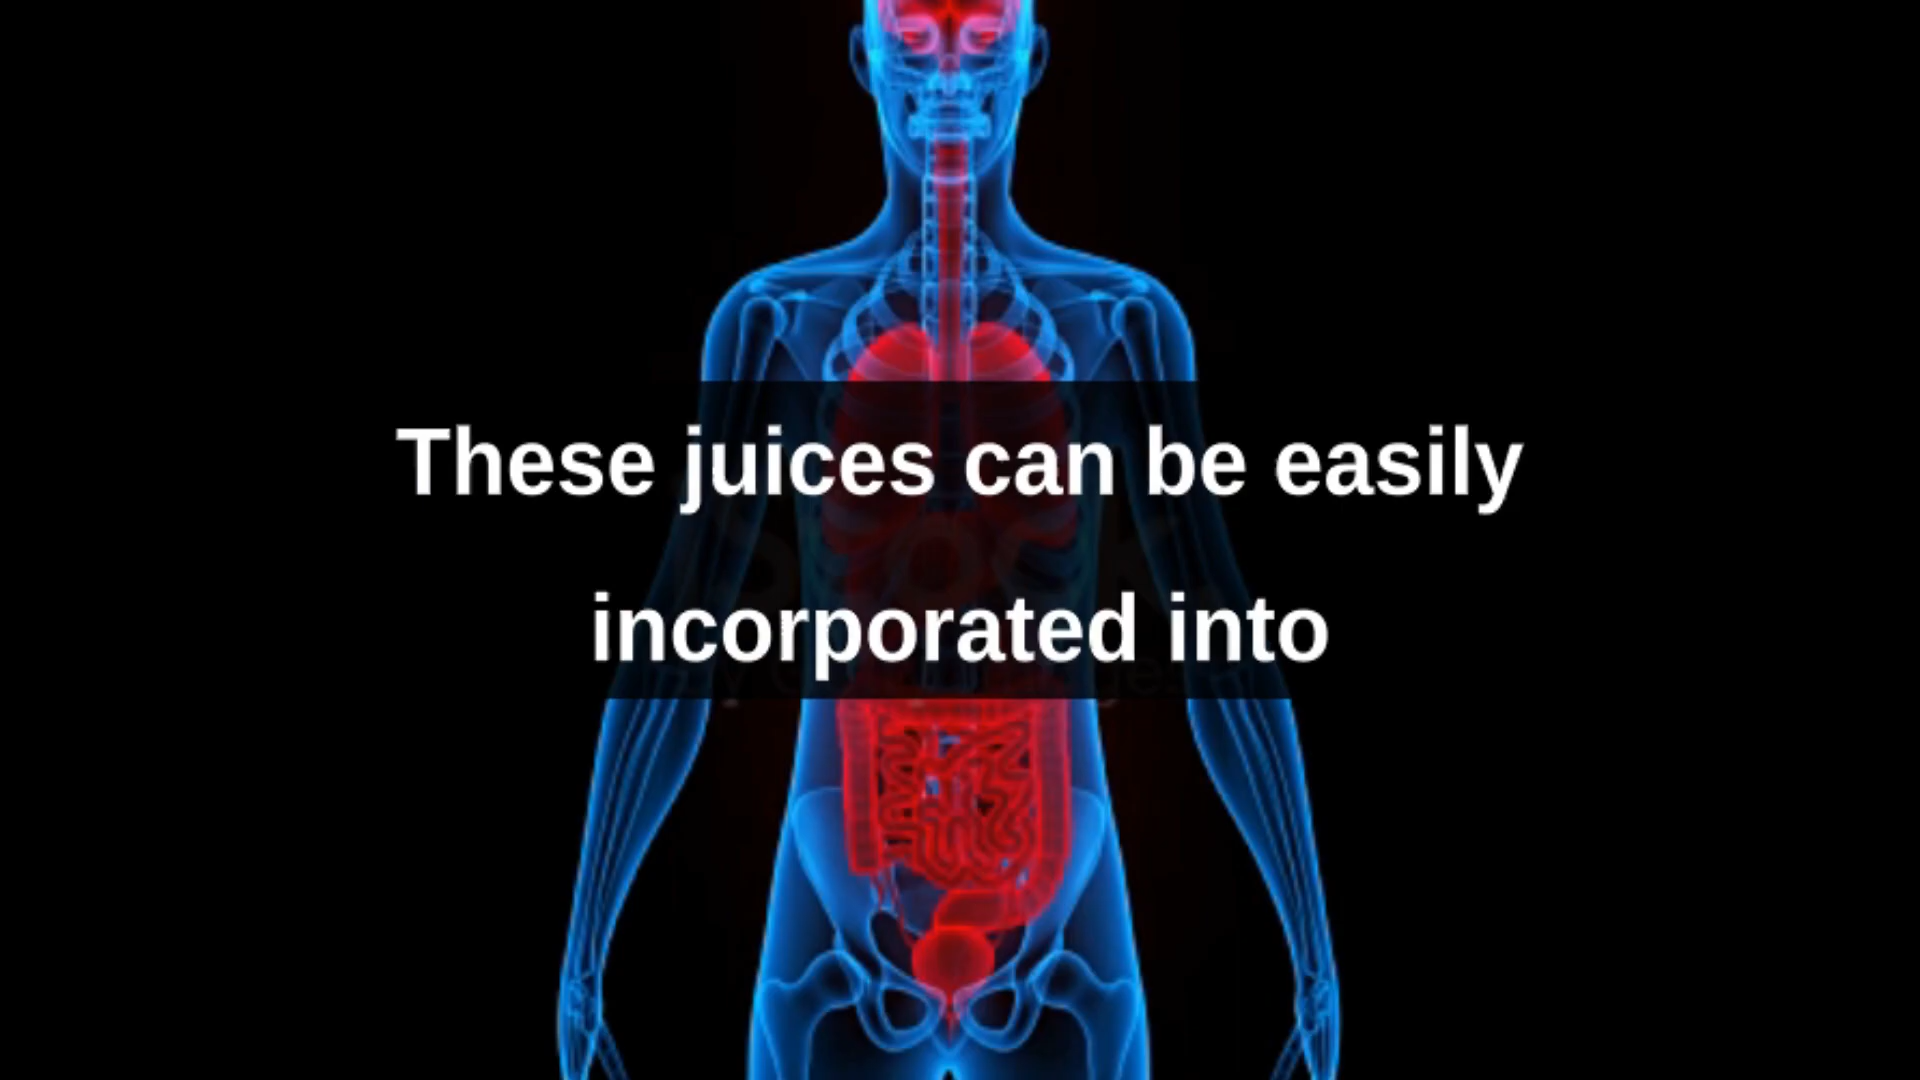 These juices can be easily
incorporated into